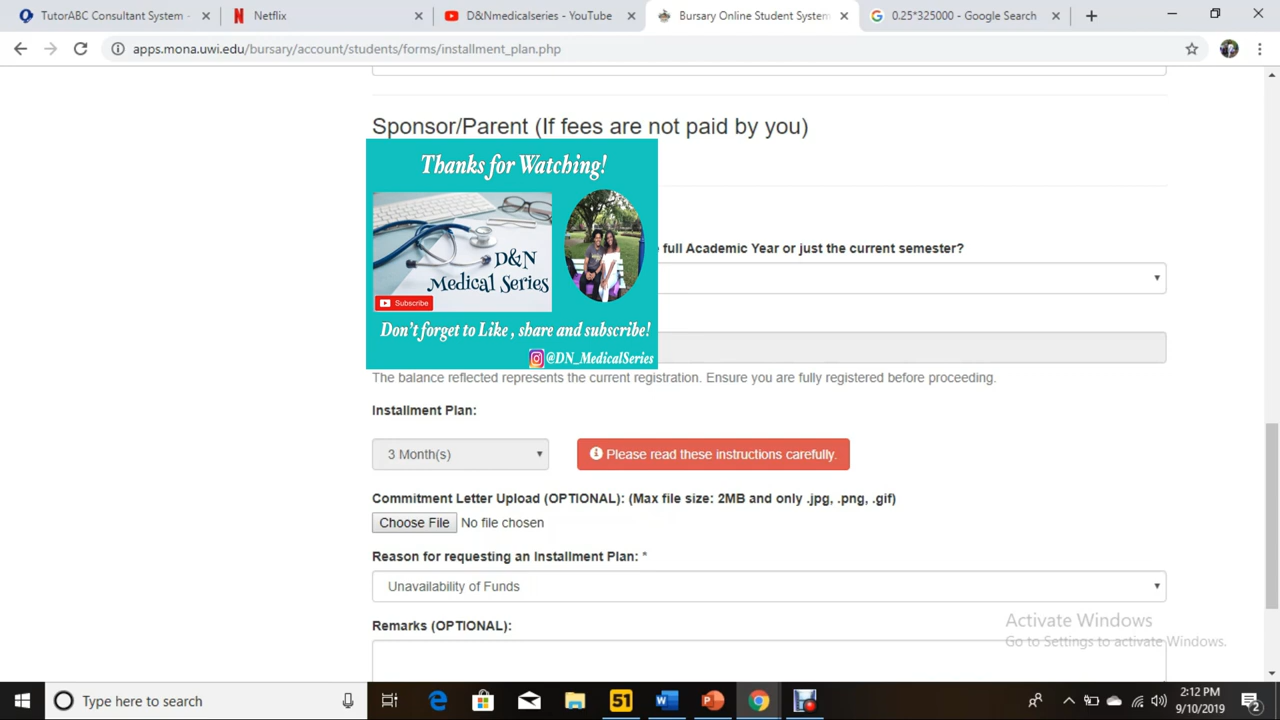 TutorABC Consultant System -
Netflix
D&Nmedicalseries - YouTube
Bursary Online Student System
0.25*325000 - Google Search
apps.mona.uwi.edu/bursary/account/students/forms/installment_plan.php
Sponsor/Parent (If fees are not paid by you)
Thanks for Watching!
D&N
Medical Series
Subscribe
Don't forget to Like , share and subscribe!
@DN_MedicalSeries
full Academic Year or just the current semester?
The balance reflected represents the current registration. Ensure you are fully registered before proceeding.
Installment Plan:
3 Month(s)
Please read these instructions carefully.
Commitment Letter Upload (OPTIONAL): (Max file size: 2MB and only .jpg, .png, .gif)
Choose File No file chosen
Reason for requesting an Installment Plan: *
Unavailability of Funds
Remarks (OPTIONAL):
Activate Windows
Go to Settings to activate Windows.
Type here to search
51
2:12 PM
9/10/2019
2